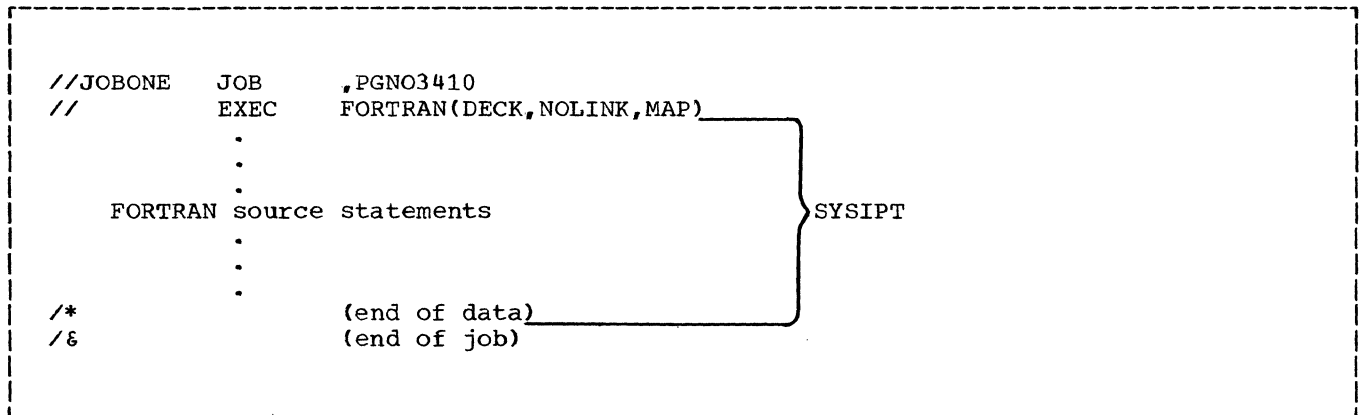 //JOBONE JOB ,PGNO3410
// EXEC FORTRAN(DECK,NOLINK,MAP)
.
.
.
FORTRAN source statements SYSIPT
.
.
.
/* (end of data)
/& (end of job)